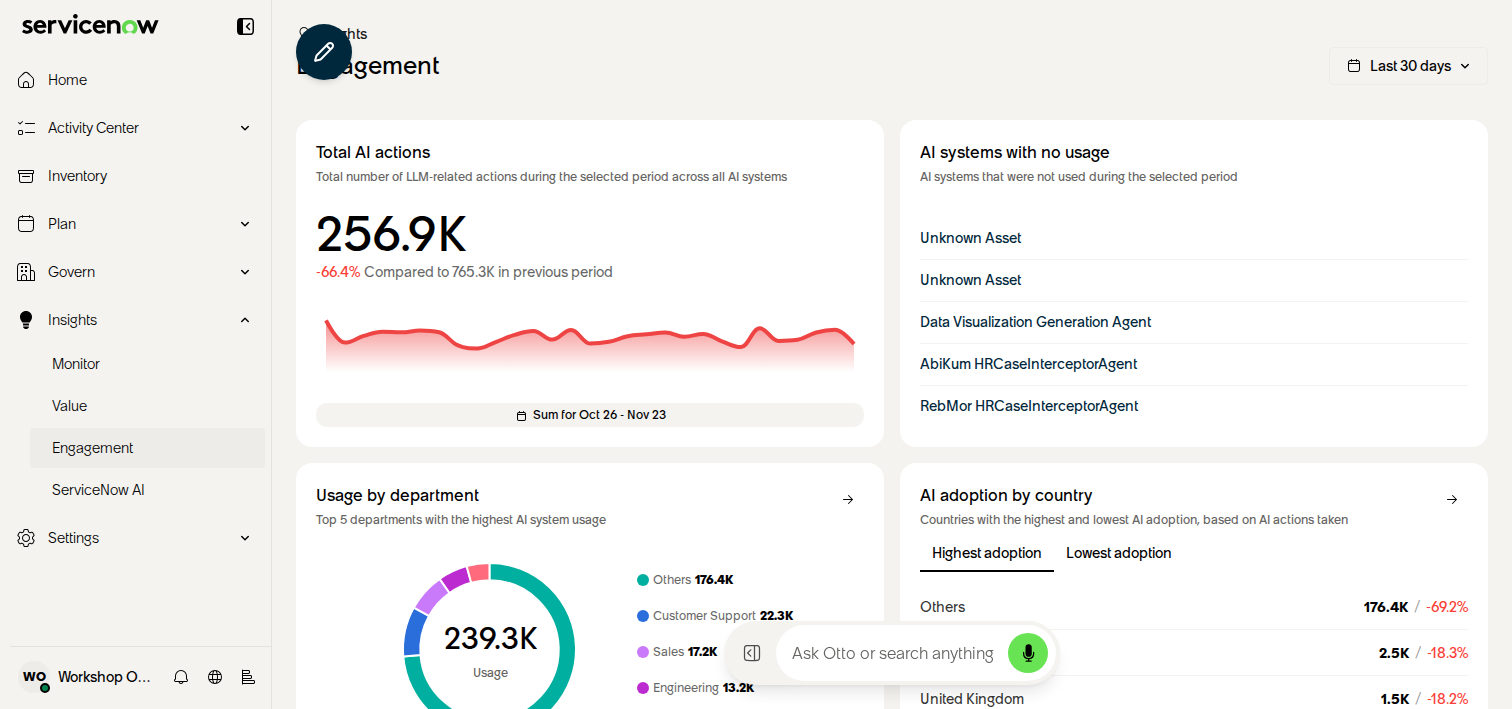 servicenow
Home
Activity Center
Inventory
Plan
Govern
Insights
Monitor
Value
Engagement
ServiceNow AI
Settings
WO
Workshop O...
Last 30 days
Total AI actions
Total number of LLM-related actions during the selected period across all AI systems
256.9K
-66.4% Compared to 765.3K in previous period
Sum for Oct 26 - Nov 23
AI systems with no usage
AI systems that were not used during the selected period
Unknown Asset
Unknown Asset
Data Visualization Generation Agent
AbiKum HRCaseInterceptorAgent
RebMor HRCaseInterceptorAgent
Usage by department
Top 5 departments with the highest AI system usage
239.3K
Usage
Others 176.4K
Customer Support 22.3K
Sales 17.2K
Engineering 13.2K
AI adoption by country
Countries with the highest and lowest AI adoption, based on AI actions taken
Highest adoption
Lowest adoption
Others 176.4K / -69.2%
2.5K / -18.3%
United Kingdom 1.5K / -18.2%
Ask Otto or search anything